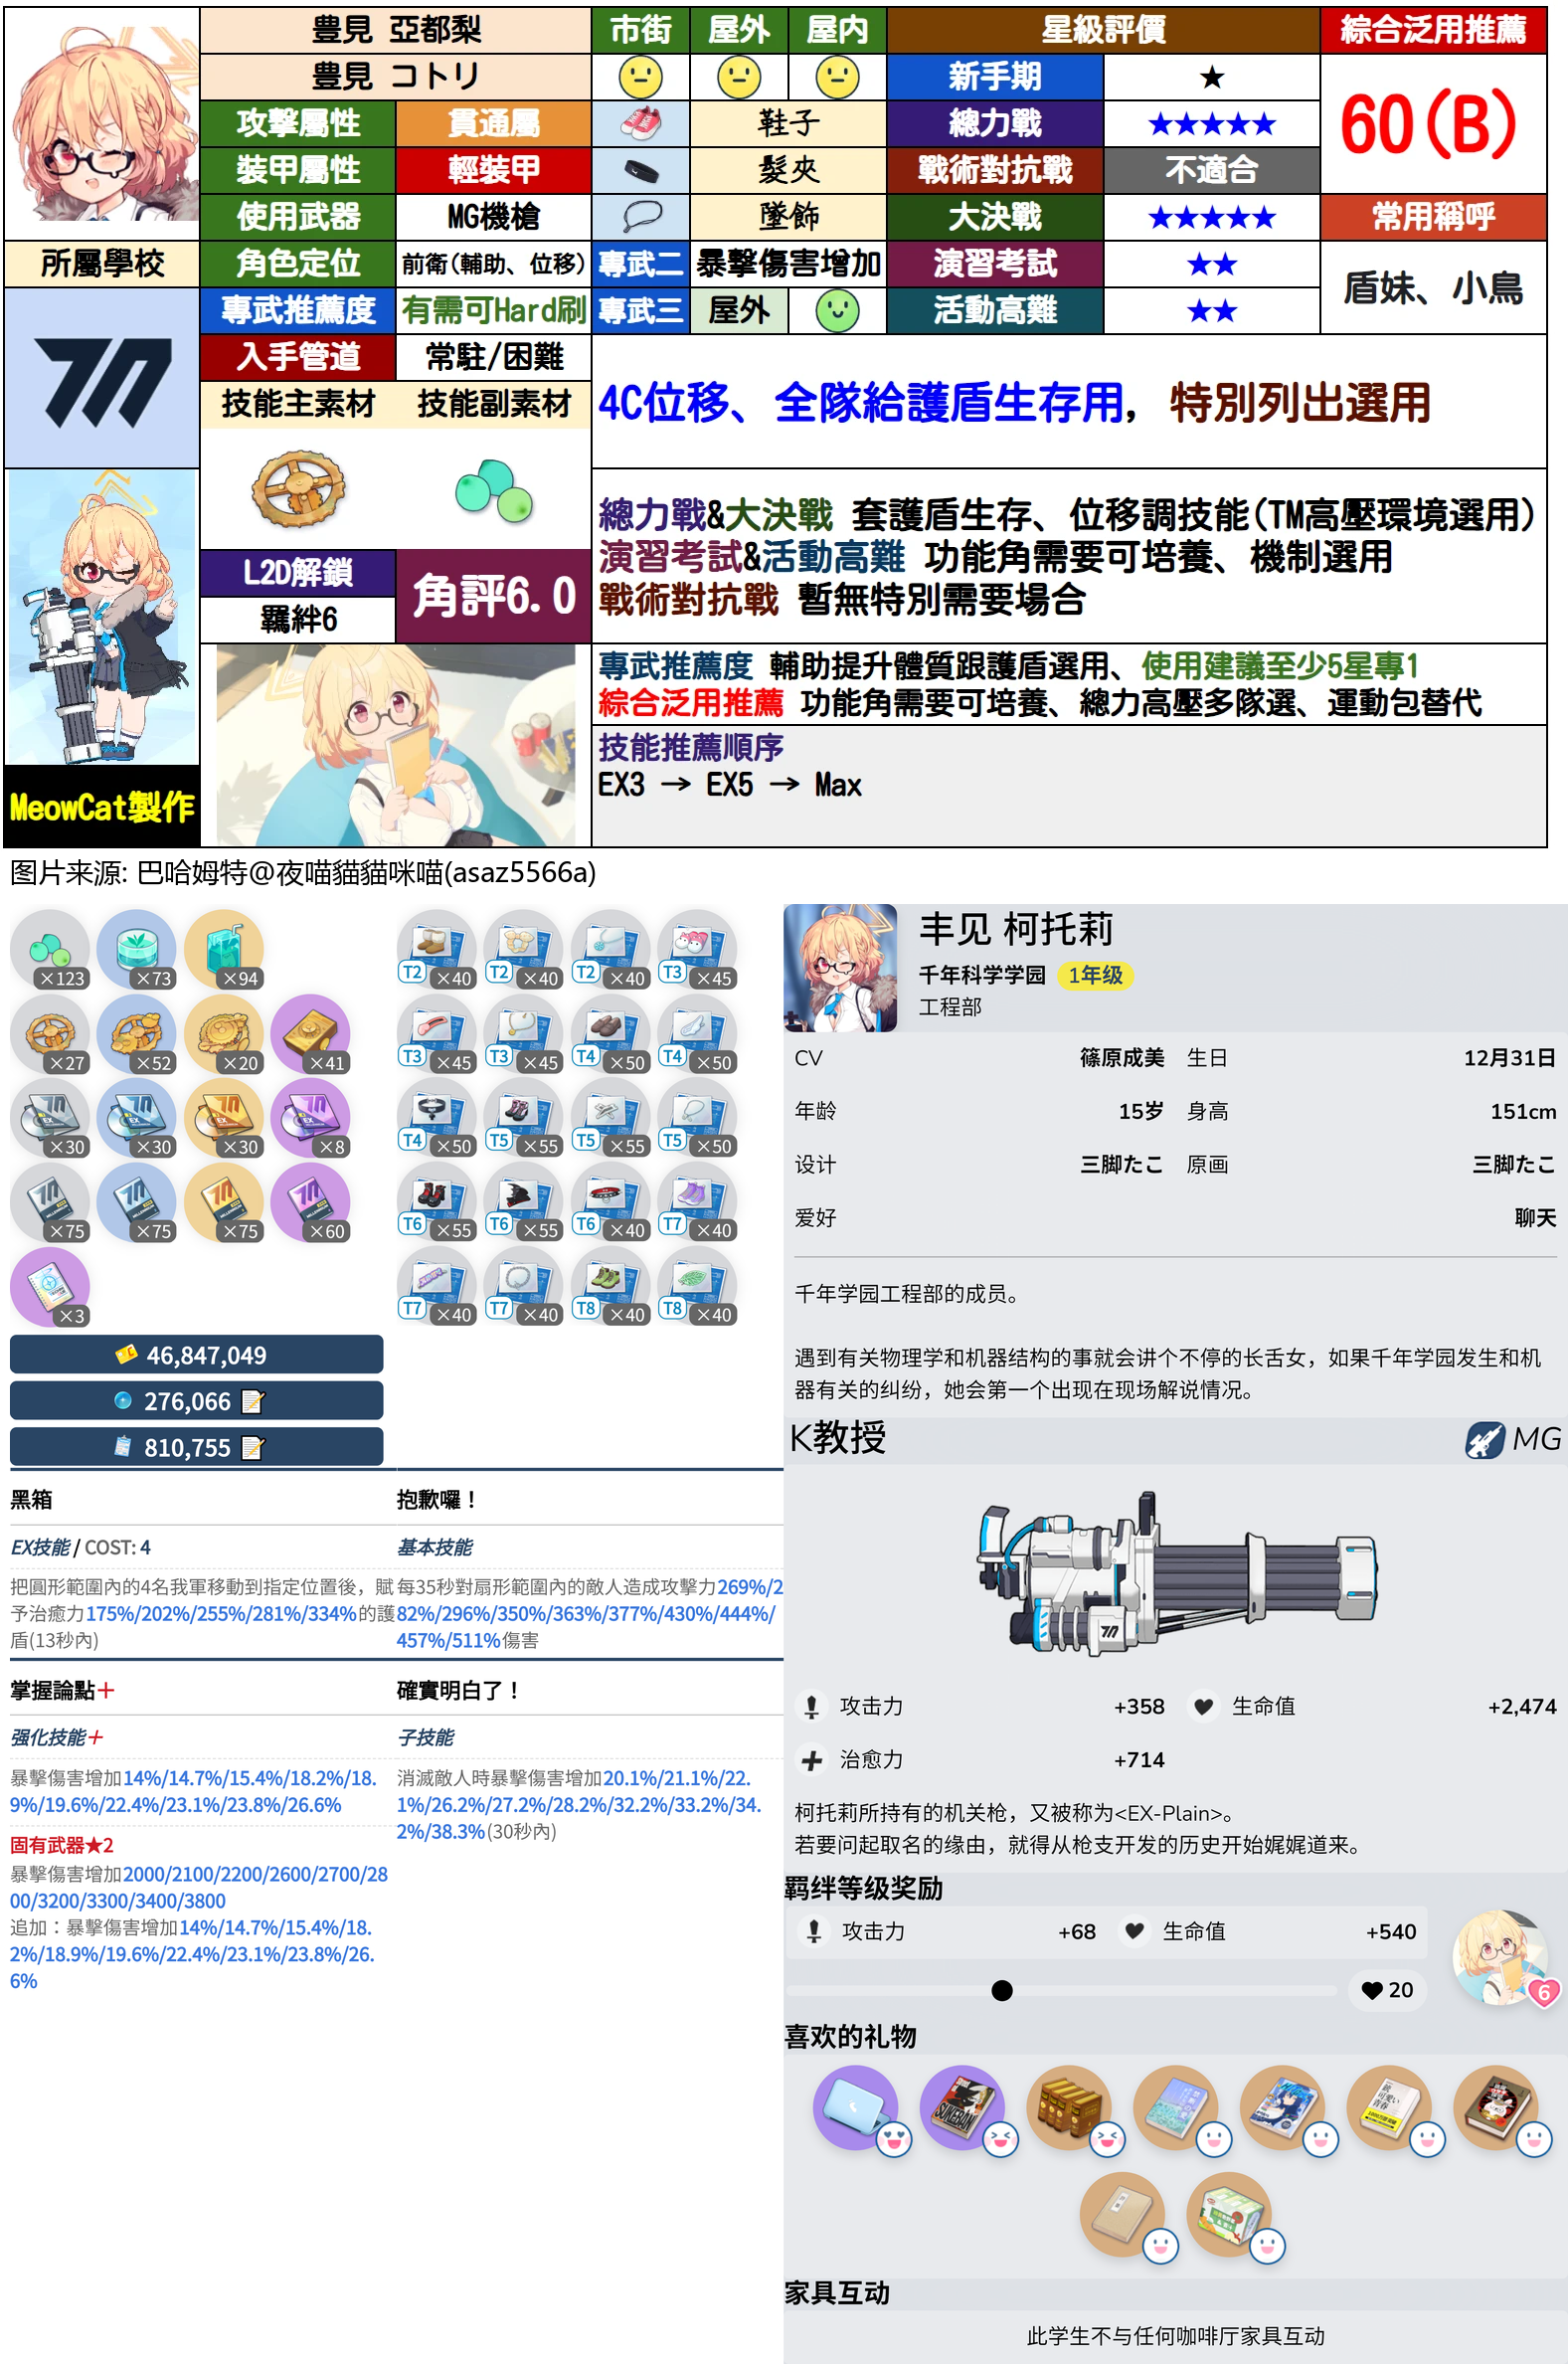 豊見 亞都梨
市街
屋外
屋内
星級評價
綜合泛用推薦
豊見 コトリ
新手期
★
60(B)
攻擊屬性
貫通屬
鞋子
總力戰
★★★★★
裝甲屬性
輕裝甲
髮夾
戰術對抗戰
不適合
使用武器
MG機槍
墜飾
大決戰
★★★★★
常用稱呼
所屬學校
角色定位
前衛(輔助、位移)
專武二
暴擊傷害增加
演習考試
★★
盾妹、小鳥
專武推薦度
有需可Hard刷
專武三
屋外
活動高難
★★
入手管道
常駐/困難
技能主素材
技能副素材
4C位移、全隊給護盾生存用，特別列出選用
總力戰&大決戰 套護盾生存、位移調技能(TM高壓環境選用)
演習考試&活動高難 功能角需要可培養、機制選用
戰術對抗戰 暫無特別需要場合
L2D解鎖
羈絆6
角評6.0
專武推薦度 輔助提升體質跟護盾選用、使用建議至少5星專1
綜合泛用推薦 功能角需要可培養、總力高壓多隊選、運動包替代
技能推薦順序
EX3 → EX5 → Max
MeowCat製作
图片来源: 巴哈姆特@夜喵貓貓咪喵(asaz5566a)
×123
×73
×94
×27
×52
×20
×41
×30
×30
×30
×8
×75
×75
×75
×60
×3
46,847,049
276,066
810,755
T2 ×40
T2 ×40
T2 ×40
T3 ×45
T3 ×45
T3 ×45
T4 ×50
T4 ×50
T4 ×50
T5 ×55
T5 ×55
T5 ×50
T6 ×55
T6 ×55
T6 ×40
T7 ×40
T7 ×40
T7 ×40
T8 ×40
T8 ×40
黑箱
EX技能 / COST: 4
把圓形範圍內的4名我軍移動到指定位置後，賦
予治癒力175%/202%/255%/281%/334%的護
盾(13秒內)
抱歉囉！
基本技能
每35秒對扇形範圍內的敵人造成攻擊力269%/2
82%/296%/350%/363%/377%/430%/444%/
457%/511%傷害
掌握論點+
强化技能+
暴擊傷害增加14%/14.7%/15.4%/18.2%/18.
9%/19.6%/22.4%/23.1%/23.8%/26.6%
固有武器★2
暴擊傷害增加2000/2100/2200/2600/2700/28
00/3200/3300/3400/3800
追加：暴擊傷害增加14%/14.7%/15.4%/18.
2%/18.9%/19.6%/22.4%/23.1%/23.8%/26.
6%
確實明白了！
子技能
消滅敵人時暴擊傷害增加20.1%/21.1%/22.
1%/26.2%/27.2%/28.2%/32.2%/33.2%/34.
2%/38.3%(30秒內)
丰见 柯托莉
千年科学学园 1年级
工程部
CV 篠原成美 生日 12月31日
年龄 15岁 身高 151cm
设计 三脚たこ 原画 三脚たこ
爱好 聊天
千年学园工程部的成员。
遇到有关物理学和机器结构的事就会讲个不停的长舌女，如果千年学园发生和机
器有关的纠纷，她会第一个出现在现场解说情况。
K教授
MG
攻击力 +358 生命值 +2,474
治愈力 +714
柯托莉所持有的机关枪，又被称为<EX-Plain>。
若要问起取名的缘由，就得从枪支开发的历史开始娓娓道来。
羁绊等级奖励
攻击力 +68 生命值 +540
20
6
喜欢的礼物
SUKEBAN
家具互动
此学生不与任何咖啡厅家具互动